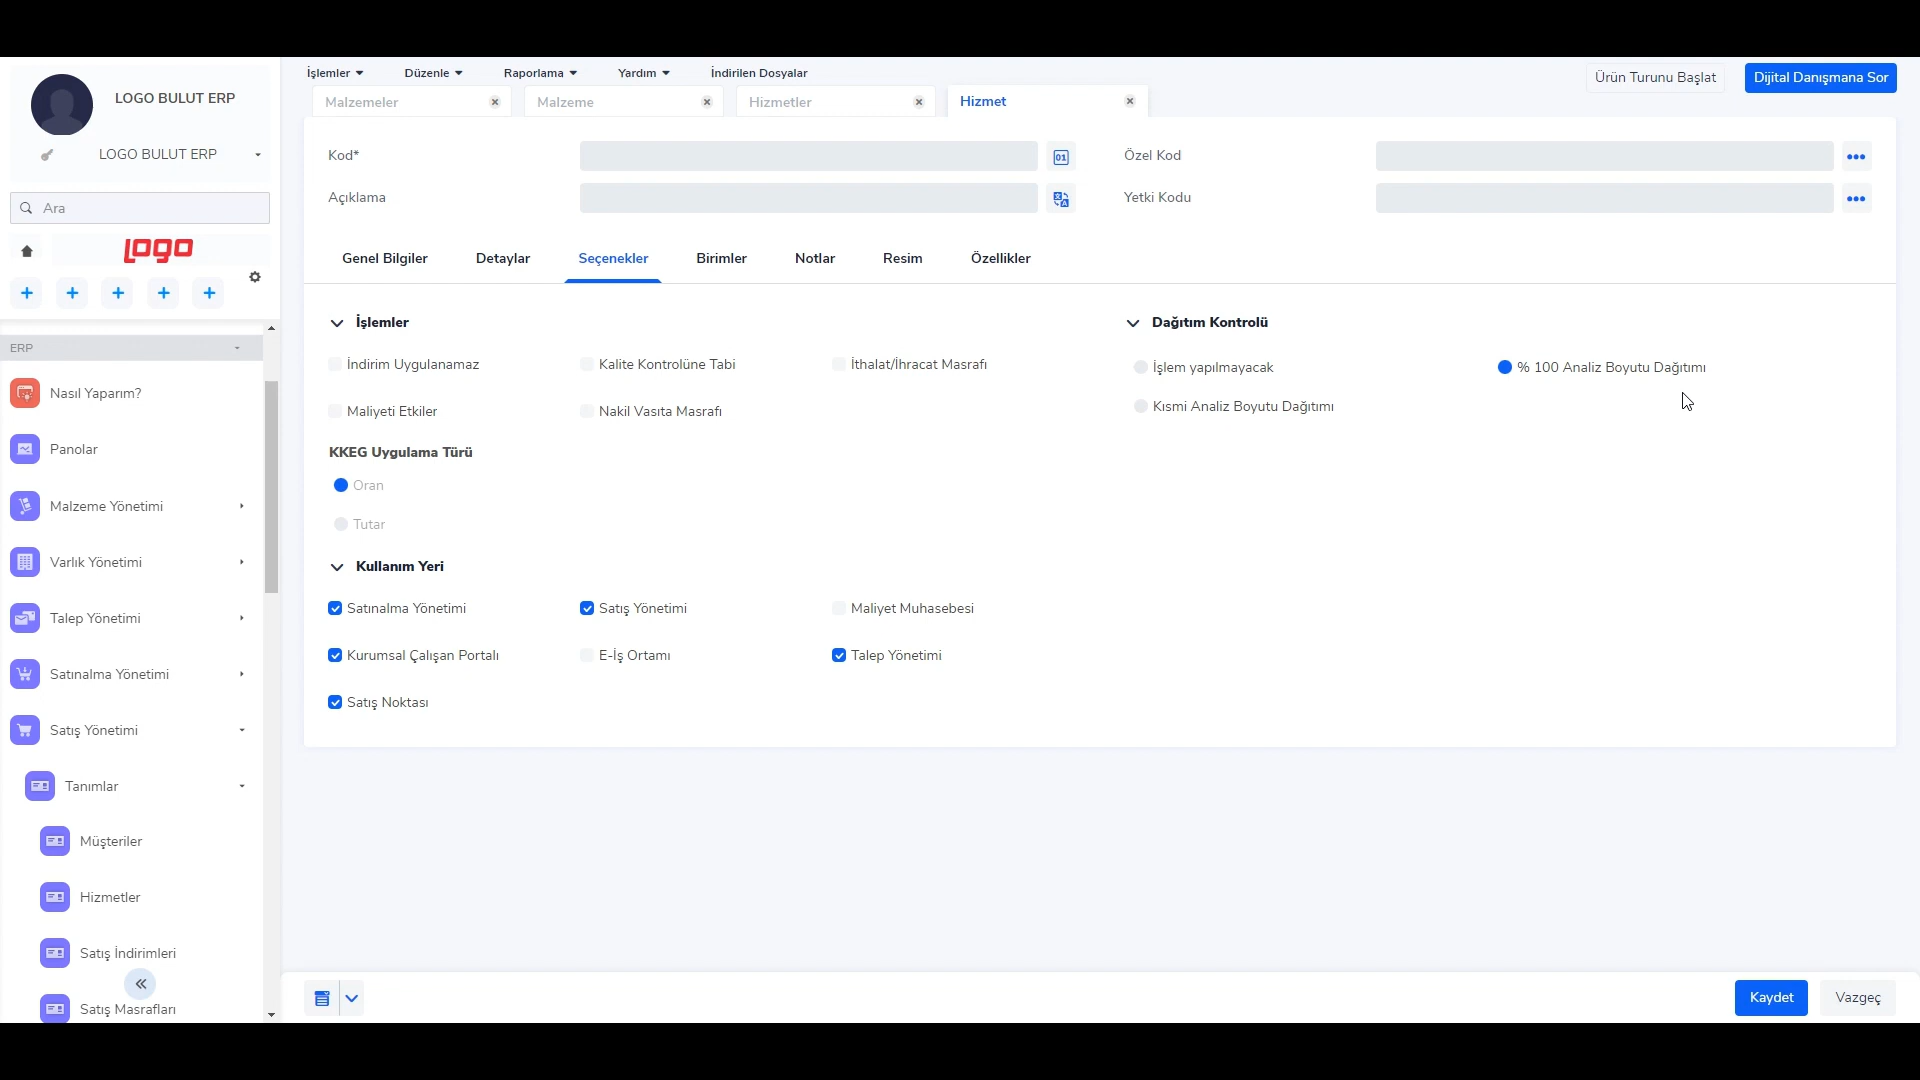 LOGO BULUT ERP
LOGO BULUT ERP
Ara
LOGO
ERP
Nasıl Yaparım?
Panolar
Malzeme Yönetimi
Varlık Yönetimi
Talep Yönetimi
Satınalma Yönetimi
Satış Yönetimi
Tanımlar
Müşteriler
Hizmetler
Satış İndirimleri
Satış Masrafları
İşlemler Düzenle Raporlama Yardım İndirilen Dosyalar
Ürün Turunu Başlat Dijital Danışmana Sor
Malzemeler Malzeme Hizmetler Hizmet
Kod* 01 Özel Kod
Açıklama Yetki Kodu
Genel Bilgiler Detaylar Seçenekler Birimler Notlar Resim Özellikler
İşlemler
İndirim Uygulanamaz Kalite Kontrolüne Tabi İthalat/İhracat Masrafı
Maliyeti Etkiler Nakil Vasıta Masrafı
KKEG Uygulama Türü
Oran
Tutar
Kullanım Yeri
Satınalma Yönetimi Satış Yönetimi Maliyet Muhasebesi
Kurumsal Çalışan Portalı E-İş Ortamı Talep Yönetimi
Satış Noktası
Dağıtım Kontrolü
İşlem yapılmayacak % 100 Analiz Boyutu Dağıtımı
Kısmi Analiz Boyutu Dağıtımı
Kaydet Vazgeç